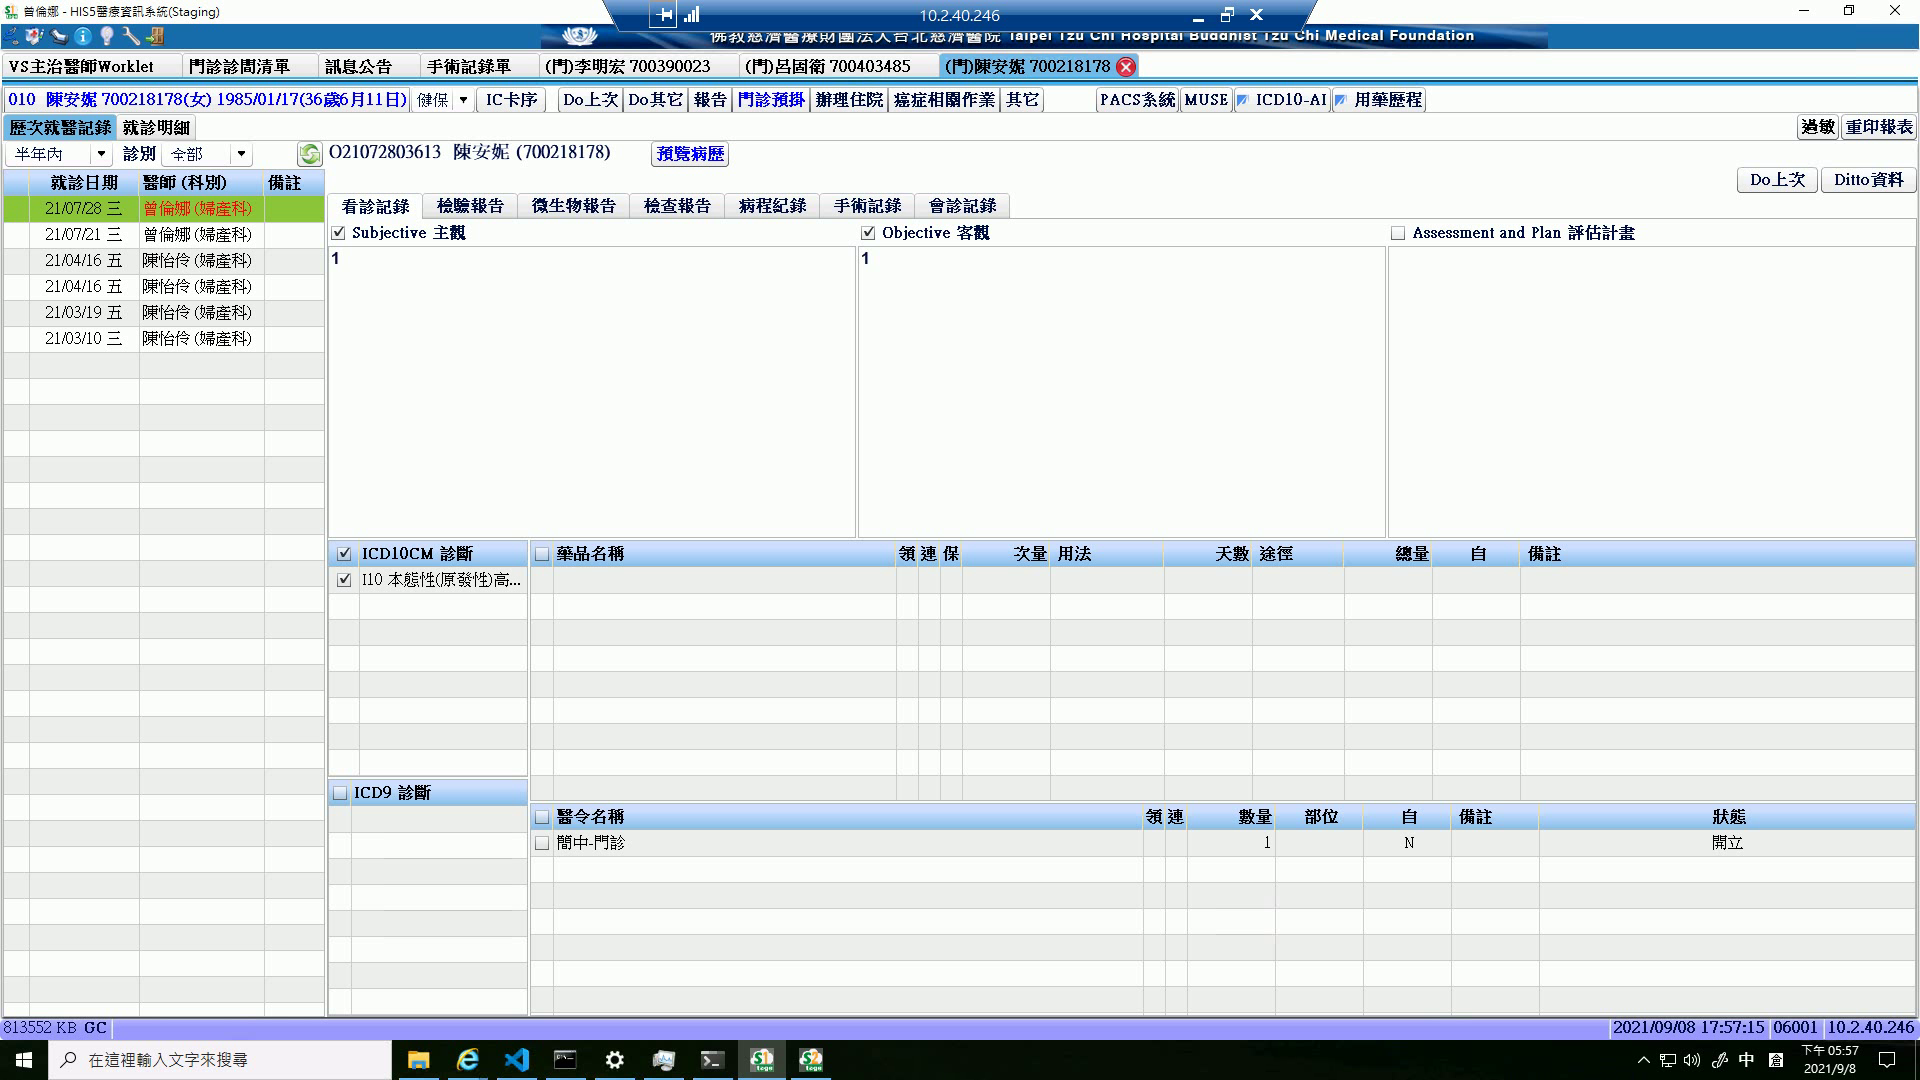 曾倫娜 - HIS5醫療資訊系統(Staging)
10.2.40.246
佛教慈濟醫療財團法人台北慈濟醫院 Taipei Tzu Chi Hospital Buddhist Tzu Chi Medical Foundation
VS主治醫師Worklet 門診診間清單 訊息公告 手術記錄單 (門)李明宏 700390023 (門)呂固衛 700403485 (門)陳安妮 700218178
010 陳安妮 700218178(女) 1985/01/17(36歲6月11日) 健保 IC卡序 Do上次 Do其它 報告 門診預掛 辦理住院 癌症相關作業 其它 PACS系統 MUSE ICD10-AI 用藥歷程
歷次就醫記錄 就診明細 過敏 重印報表
半年內 診別 全部 O21072803613 陳安妮 (700218178) 預覽病歷
Do上次 Ditto資料
就診日期 醫師 (科別) 備註
21/07/28 三 曾倫娜 (婦產科)
21/07/21 三 曾倫娜 (婦產科)
21/04/16 五 陳怡伶 (婦產科)
21/04/16 五 陳怡伶 (婦產科)
21/03/19 五 陳怡伶 (婦產科)
21/03/10 三 陳怡伶 (婦產科)
看診記錄 檢驗報告 微生物報告 檢查報告 病程紀錄 手術記錄 會診記錄
Subjective 主觀 Objective 客觀 Assessment and Plan 評估計畫
1 1
ICD10CM 診斷 藥品名稱 領 連 保 次量 用法 天數 途徑 總量 自 備註
I10 本態性(原發性)高...
ICD9 診斷
醫令名稱 領 連 數量 部位 自 備註 狀態
簡中-門診 1 N 開立
813552 KB GC 2021/09/08 17:57:15 06001 10.2.40.246
在這裡輸入文字來搜尋
中
下午 05:57
2021/9/8